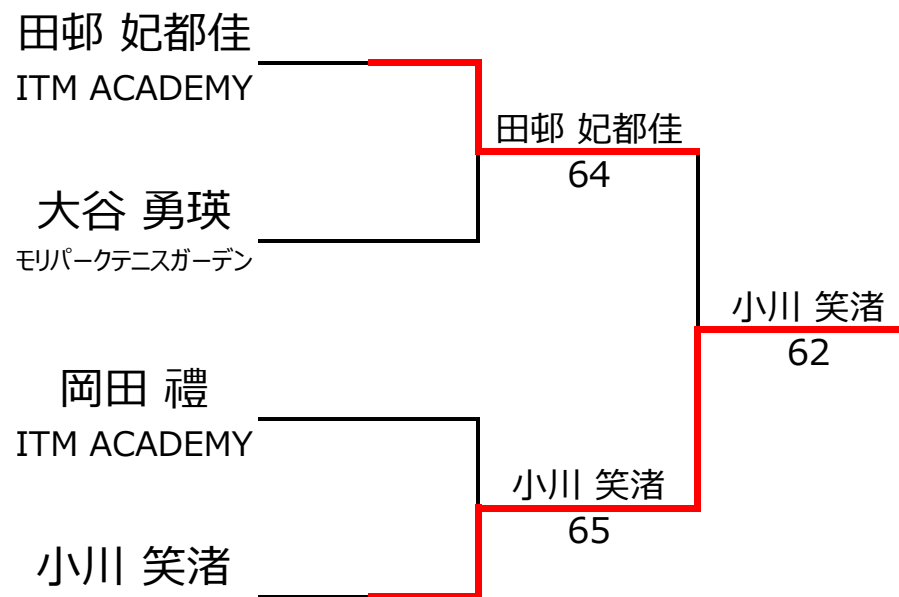 田邨 妃都佳
ITM ACADEMY
田邨 妃都佳
64
大谷 勇瑛
モリパークテニスガーデン
小川 笑渚
62
岡田 禮
ITM ACADEMY
小川 笑渚
65
小川 笑渚